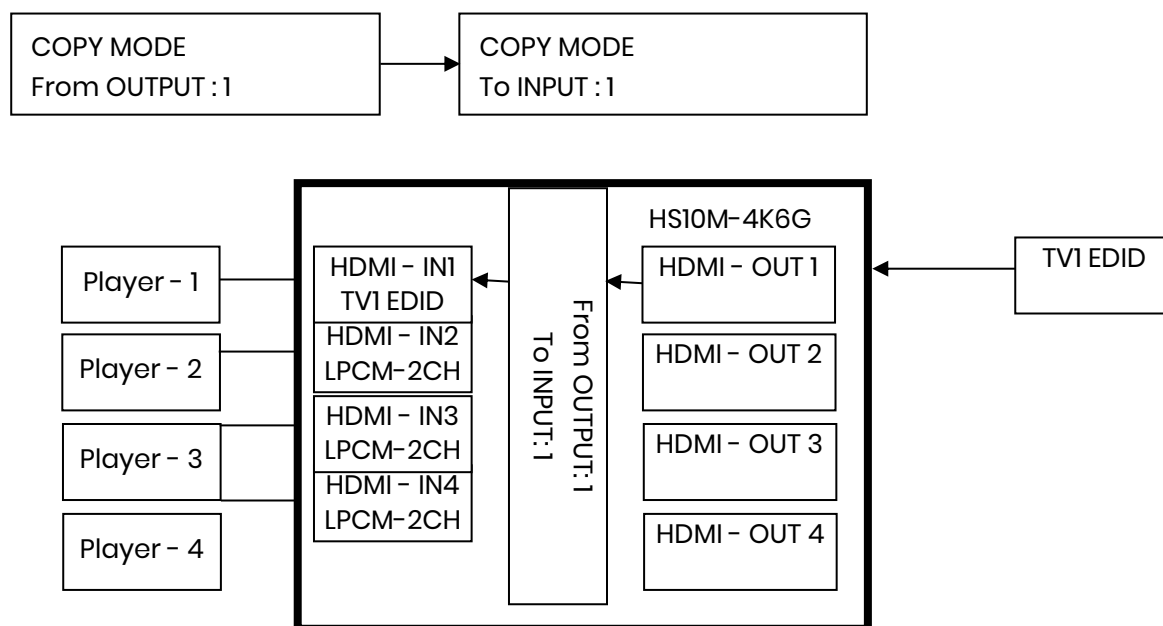 COPY MODE
From OUTPUT : 1
COPY MODE
To INPUT : 1
HS10M-4K6G
Player - 1
Player - 2
Player - 3
Player - 4
HDMI - IN1
TV1 EDID
HDMI - IN2
LPCM-2CH
HDMI - IN3
LPCM-2CH
HDMI - IN4
LPCM-2CH
From OUTPUT: 1
To INPUT: 1
HDMI - OUT 1
HDMI - OUT 2
HDMI - OUT 3
HDMI - OUT 4
TV1 EDID